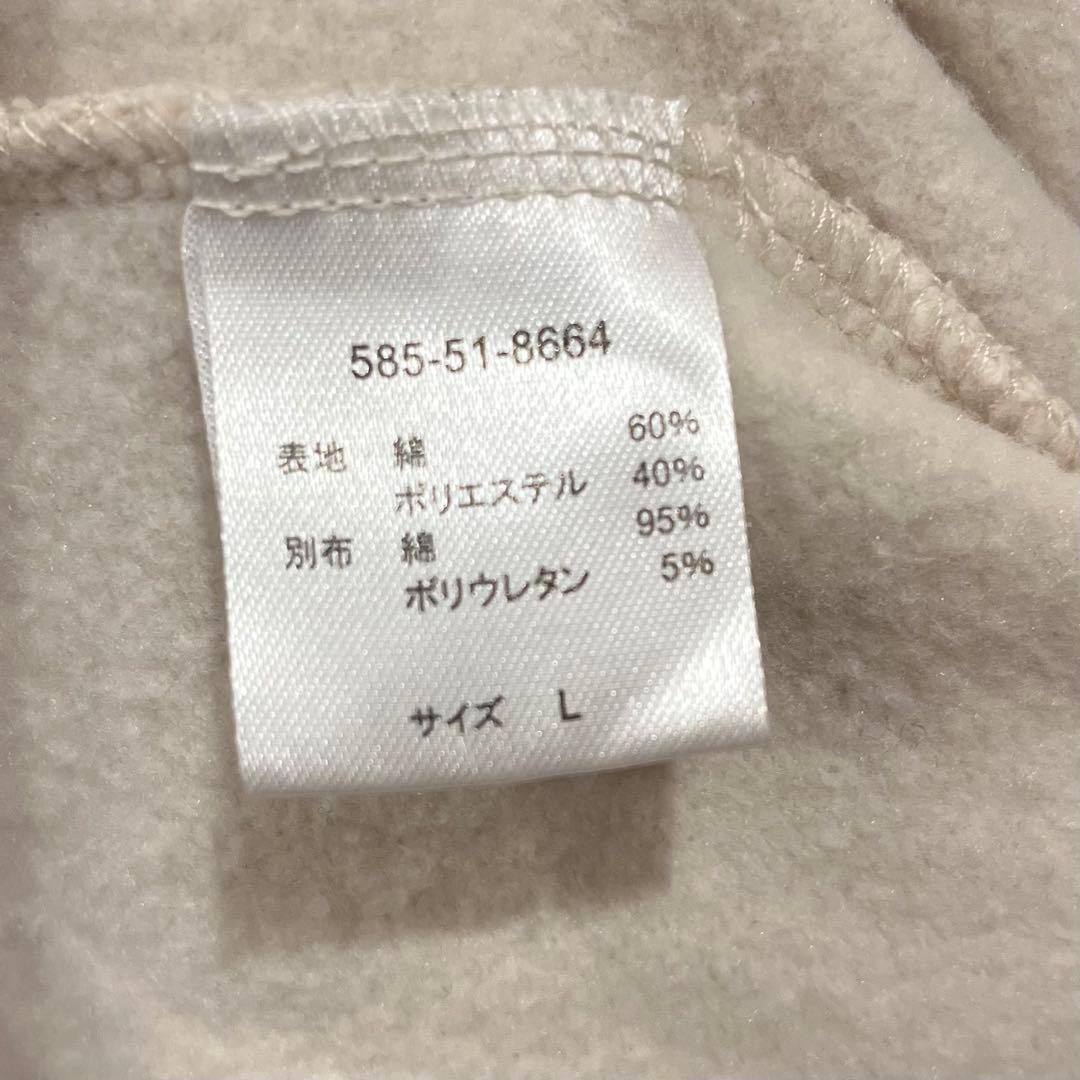 585-51-8664
表地 綿 60%
ポリエステル 40%
別布 綿 95%
ポリウレタン 5%
サイズ L